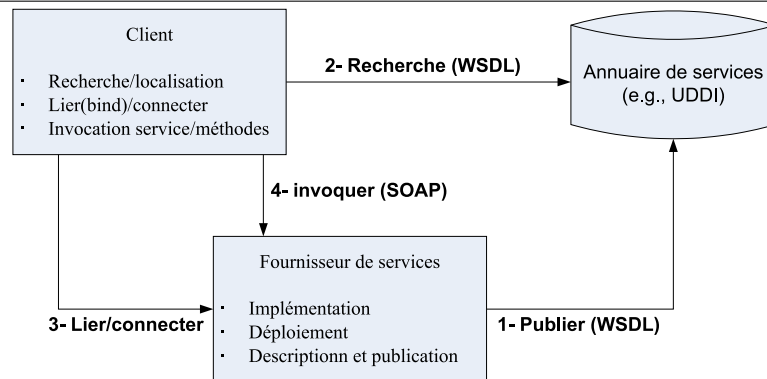 Client
· Recherche/localisation
· Lier(bind)/connecter
· Invocation service/méthodes
2- Recherche (WSDL)
Annuaire de services
(e.g., UDDI)
4- invoquer (SOAP)
Fournisseur de services
· Implémentation
· Déploiement
· Descriptionn et publication
3- Lier/connecter
1- Publier (WSDL)